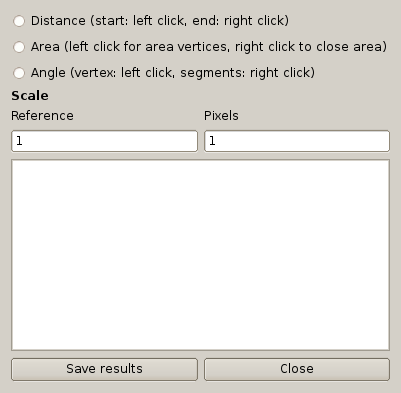 Distance (start: left click, end: right click)
Area (left click for area vertices, right click to close area)
Angle (vertex: left click, segments: right click)
Scale
Reference Pixels
1 1
Save results Close